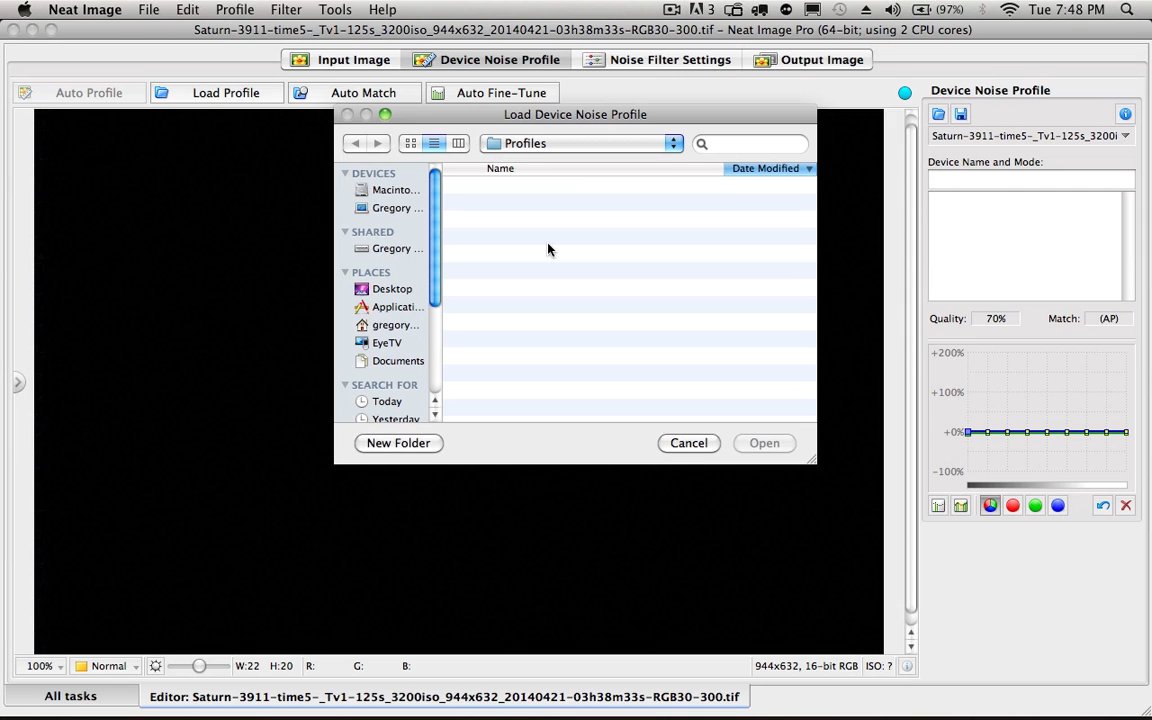 Neat Image File Edit Profile Filter Tools Help 3 (97%) Tue 7:48 PM
Saturn-3911-time5-_Tv1-125s_3200iso_944x632_20140421-03h38m33s-RGB30-300.tif – Neat Image Pro (64-bit; using 2 CPU cores)
Input Image Device Noise Profile Noise Filter Settings Output Image
Auto Profile Load Profile Auto Match Auto Fine-Tune
Load Device Noise Profile
Profiles
DEVICES
Macinto...
Gregory ...
SHARED
Gregory ...
PLACES
Desktop
Applicati...
gregory...
EyeTV
Documents
SEARCH FOR
Today
Yesterday
Name Date Modified
New Folder Cancel Open
Device Noise Profile
Saturn-3911-time5-_Tv1-125s_3200i
Device Name and Mode:
Quality: 70% Match: (AP)
+200%
+100%
+0%
-100%
100% Normal W:22 H:20 R: G: B: 944x632, 16-bit RGB ISO: ?
All tasks Editor: Saturn-3911-time5-_Tv1-125s_3200iso_944x632_20140421-03h38m33s-RGB30-300.tif